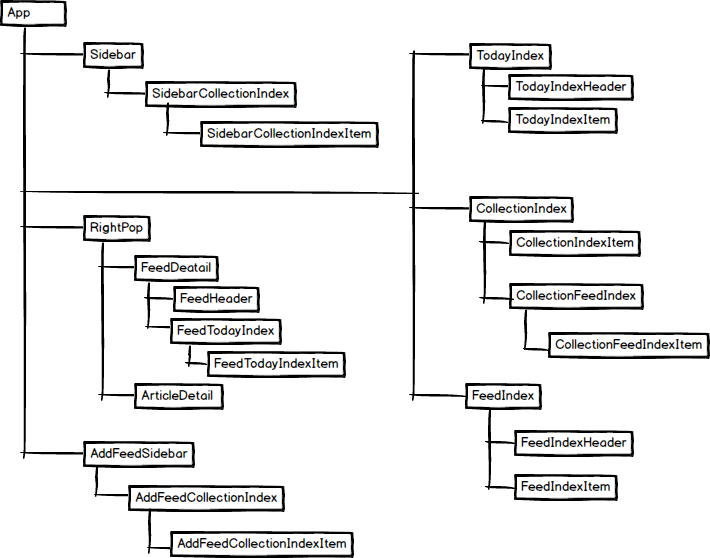 App
Sidebar
SidebarCollectionIndex
SidebarCollectionIndexItem
TodayIndex
TodayIndexHeader
TodayIndexItem
CollectionIndex
CollectionIndexItem
CollectionFeedIndex
CollectionFeedIndexItem
FeedIndex
FeedIndexHeader
FeedIndexItem
RightPop
FeedDeatail
FeedHeader
FeedTodayIndex
FeedTodayIndexItem
ArticleDetail
AddFeedSidebar
AddFeedCollectionIndex
AddFeedCollectionIndexItem